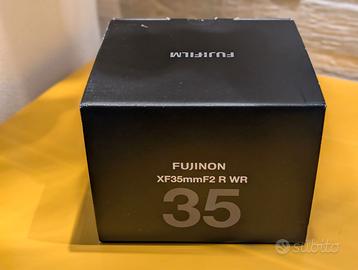 FUJIFILM
FUJINON
XF35mmF2 R WR
35
subito